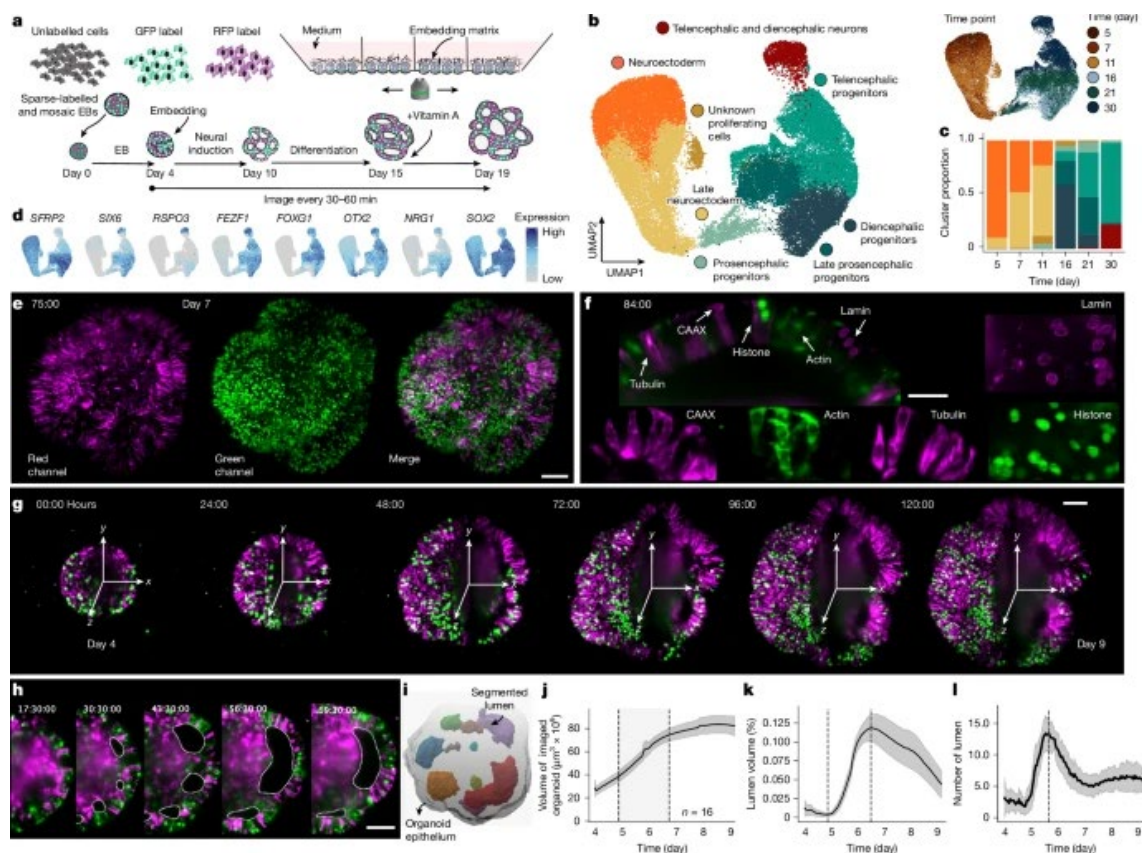 a
Unlabelled cells
GFP label
RFP label
Medium
Embedding matrix
Sparse-labelled
and mosaic EBs
Embedding
+Vitamin A
EB
Neural
induction
Differentiation
Day 0
Day 4
Day 10
Day 15
Day 19
Image every 30–60 min
b
Telencephalic and diencephalic neurons
Neuroectoderm
Telencephalic
progenitors
Unknown
proliferating
cells
Late
neuroectoderm
Diencephalic
progenitors
Prosencephalic
progenitors
Late prosencephalic
progenitors
UMAP2
UMAP1
Time point
Time (day)
5
7
11
16
21
30
c
Cluster proportion
1.0
0.5
0
5 7 11 16 21 30
Time (day)
d
SFRP2 SIX6 RSPO3 FEZF1 FOXG1 OTX2 NRG1 SOX2
Expression
High
Low
e
75:00
Day 7
Red
channel
Green
channel
Merge
f
84:00
CAAX
Lamin
Histone
Actin
Tubulin
Lamin
CAAX
Actin
Tubulin
Histone
g
00:00 Hours
24:00
48:00
72:00
96:00
120:00
y
x
z
y
x
z
y
x
z
y
x
z
y
x
z
y
x
z
Day 4
Day 9
h
17:30:00
30:30:00
43:30:00
56:30:00
i
Segmented
lumen
Organoid
epithelium
j
Volume of imaged
organoid (μm³ × 10⁶)
80
60
40
20
0
n = 16
4 5 6 7 8 9
Time (day)
k
Lumen volume (%)
0.125
0.100
0.075
0.050
0.025
0
4 5 6 7 8 9
Time (day)
l
Number of lumen
15.0
10.0
5.0
0
4 5 6 7 8 9
Time (day)